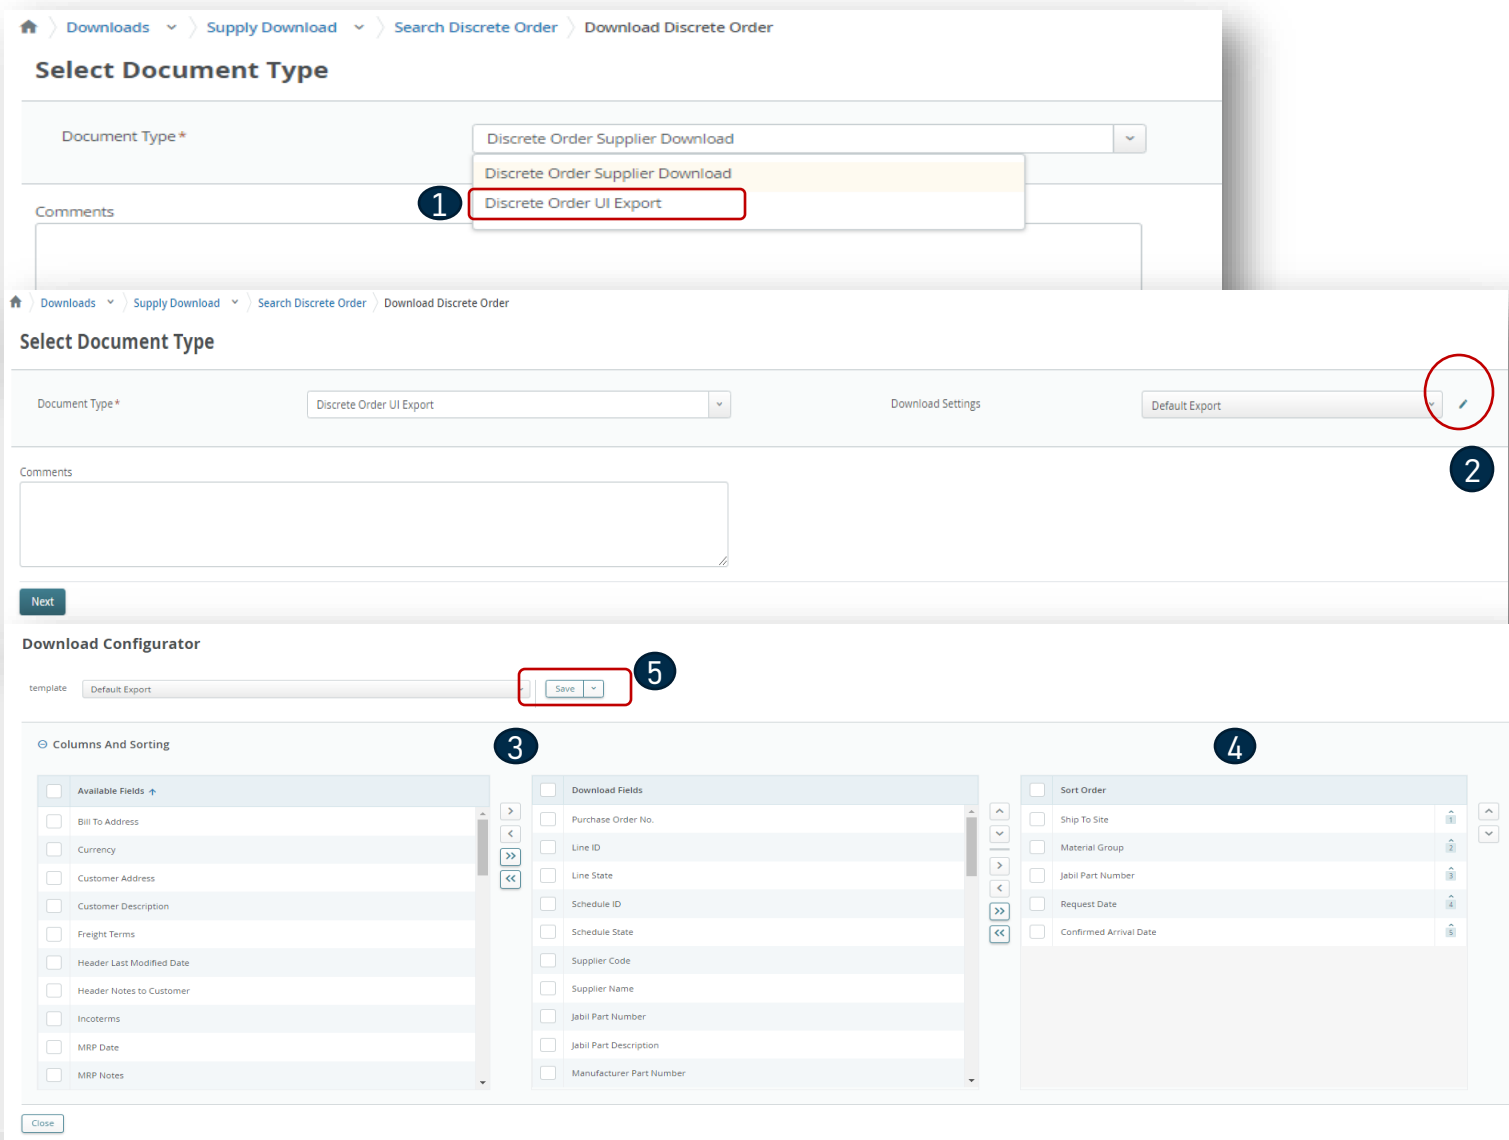 Downloads Supply Download Search Discrete Order Download Discrete Order
Select Document Type
Document Type *
Discrete Order Supplier Download
Discrete Order Supplier Download
1
Discrete Order UI Export
Comments
Downloads Supply Download Search Discrete Order Download Discrete Order
Select Document Type
Document Type *
Discrete Order UI Export
Download Settings
Default Export
2
Comments
Next
Download Configurator
template
Default Export
Save
5
Columns And Sorting
3
4
Available Fields
Bill To Address
Currency
Customer Address
Customer Description
Freight Terms
Header Last Modified Date
Header Notes to Customer
Incoterms
MRP Date
MRP Notes
Download Fields
Purchase Order No.
Line ID
Line State
Schedule ID
Schedule State
Supplier Code
Supplier Name
Jabil Part Number
Jabil Part Description
Manufacturer Part Number
Sort Order
Ship To Site 1
Material Group 2
Jabil Part Number 3
Request Date 4
Confirmed Arrival Date 5
Close